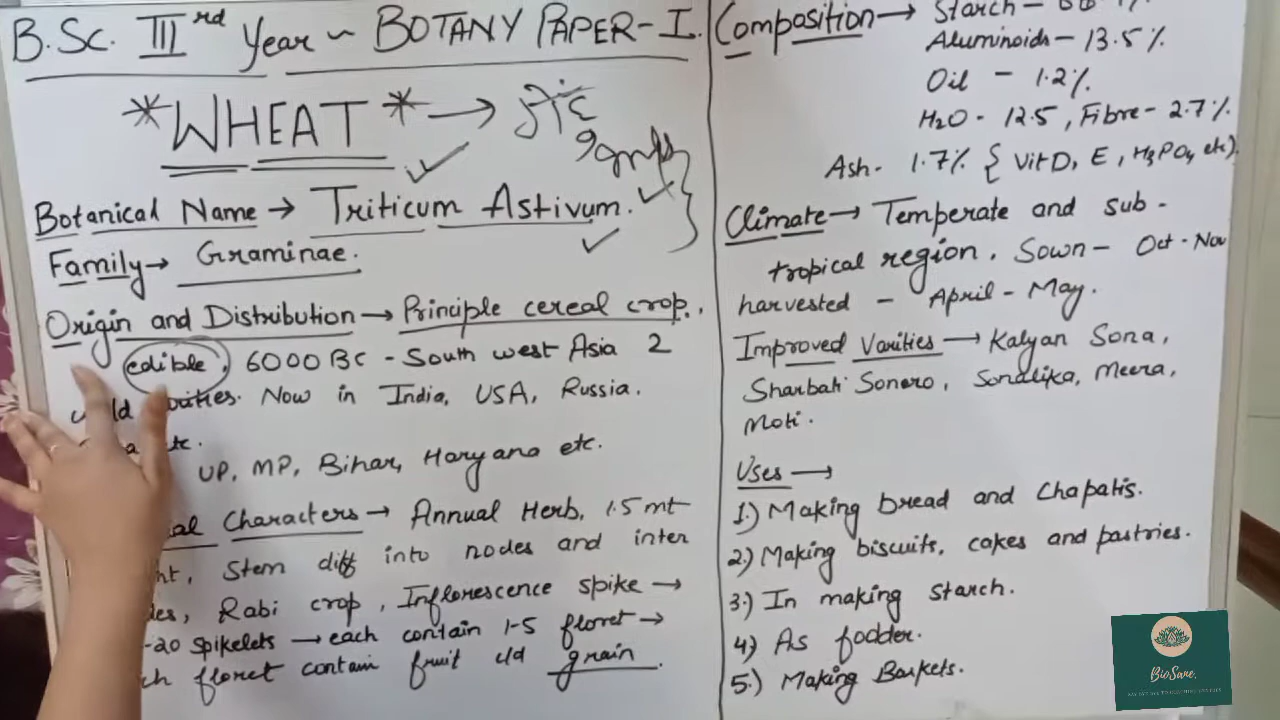 B.Sc. IIIrd Year ~ BOTANY PAPER-I.
*WHEAT* →
Botanical Name → Triticum Astivum.
Family → Graminae.
Origin and Distribution → Principle cereal crop,
edible, 6000 BC - South west Asia 2
Now in India, USA, Russia.
etc.
UP, MP, Bihar, Haryana etc.
Characters → Annual Herb, 1.5 mt
Stem diff into nodes and inter
Rabi crop, Inflorescence spike →
-20 spikelets → each contain 1-5 floret →
floret contain fruit c/d grain.
Composition → Starch -
Aluminoids - 13.5%
Oil - 1.2%
H2O - 12.5, Fibre - 2.7%
Ash - 1.7% { Vit D, E, H3PO4 etc).
Climate → Temperate and sub -
tropical region. Sown - Oct - Nov
harvested - April - May.
Improved Varities → Kalyan Sona,
Sharbati Sonero, Sonalika, Meera,
Moti.
Uses →
1.) Making bread and Chapatis.
2.) Making biscuits, cakes and pastries.
3.) In making starch.
4) As fodder.
5.) Making Baskets.
BioSane.